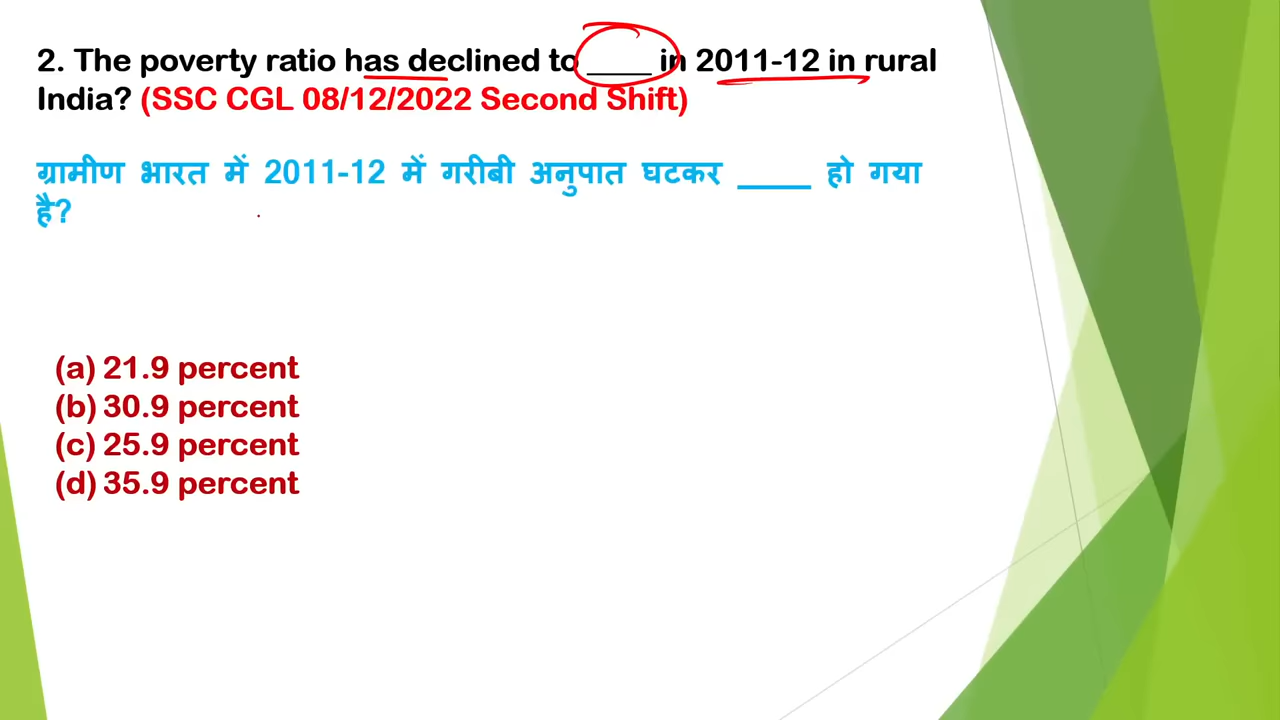 2. The poverty ratio has declined to ____ in 2011-12 in rural
India? (SSC CGL 08/12/2022 Second Shift)
ग्रामीण भारत में 2011-12 में गरीबी अनुपात घटकर ____ हो गया
है?
(a) 21.9 percent
(b) 30.9 percent
(c) 25.9 percent
(d) 35.9 percent